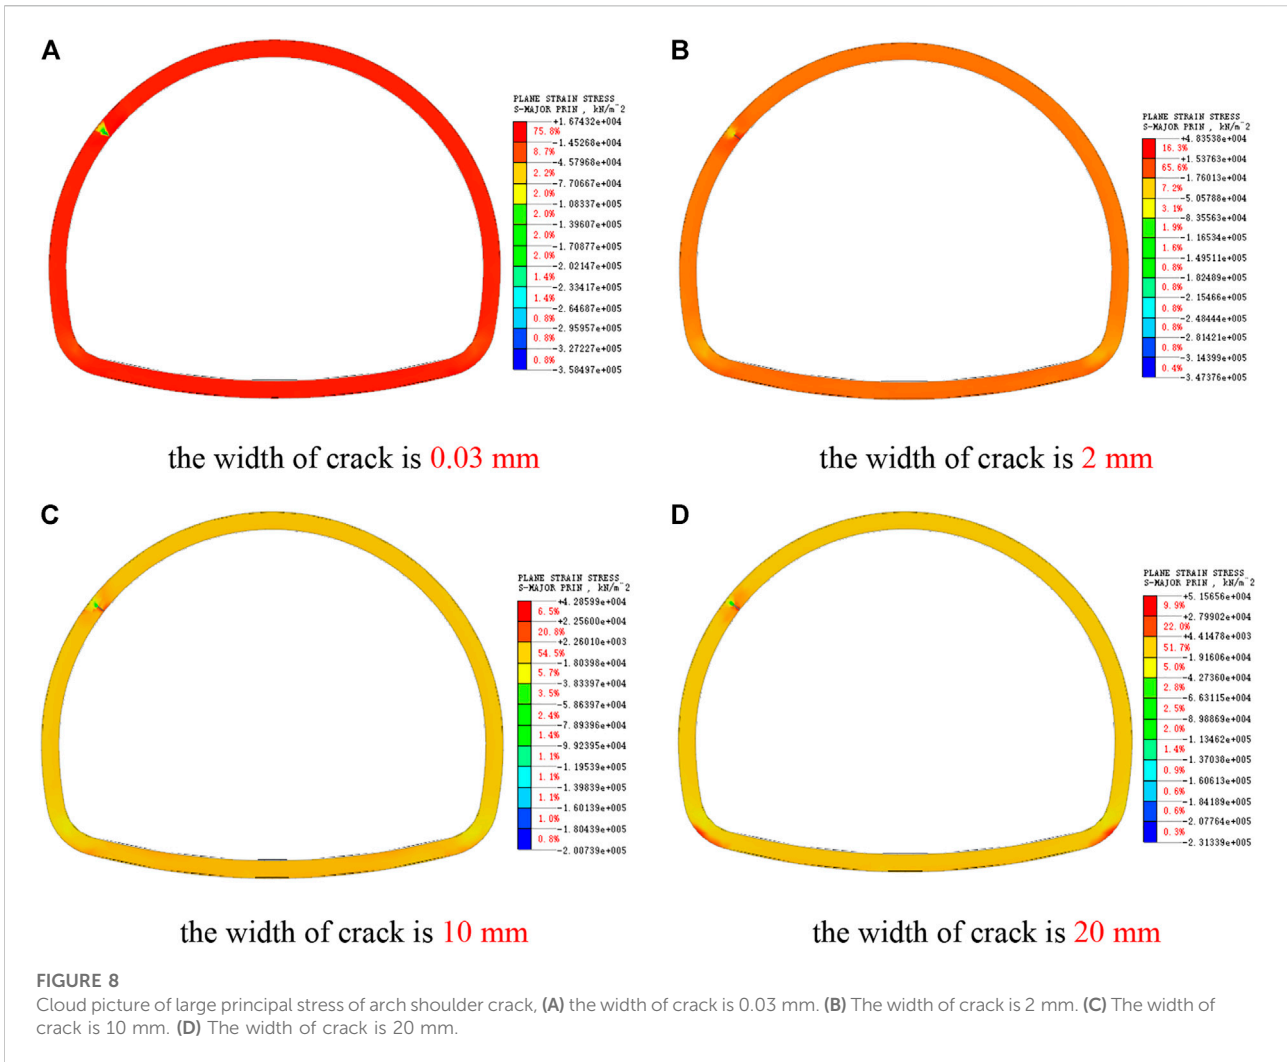 A
PLANE STRAIN STRESS
S-MAJOR PRIN , kN/m^2
+1.67432e+004
75.8%
-1.45268e+004
8.7%
-4.57968e+004
2.2%
-7.70667e+004
2.0%
-1.08337e+005
2.0%
-1.39607e+005
2.0%
-1.70877e+005
2.0%
-2.02147e+005
1.4%
-2.33417e+005
1.4%
-2.64687e+005
0.8%
-2.95957e+005
0.8%
-3.27227e+005
0.8%
-3.58497e+005
the width of crack is 0.03 mm
B
PLANE STRAIN STRESS
S-MAJOR PRIN , kN/m^2
+4.83538e+004
16.3%
+1.53763e+004
65.6%
-1.76013e+004
7.2%
-5.05788e+004
3.1%
-8.35563e+004
1.9%
-1.16534e+005
1.6%
-1.49511e+005
0.8%
-1.82489e+005
0.8%
-2.15466e+005
0.8%
-2.48444e+005
0.8%
-2.81421e+005
0.8%
-3.14399e+005
0.4%
-3.47376e+005
the width of crack is 2 mm
C
PLANE STRAIN STRESS
S-MAJOR PRIN , kN/m^2
+4.28599e+004
6.5%
+2.25600e+004
20.8%
+2.26010e+003
54.5%
-1.80398e+004
5.7%
-3.83397e+004
3.5%
-5.86397e+004
2.4%
-7.89396e+004
1.4%
-9.92395e+004
1.1%
-1.19539e+005
1.1%
-1.39839e+005
1.1%
-1.60139e+005
1.0%
-1.80439e+005
0.8%
-2.00739e+005
the width of crack is 10 mm
D
PLANE STRAIN STRESS
S-MAJOR PRIN , kN/m^2
+5.15656e+004
9.9%
+2.79902e+004
22.0%
+4.41478e+003
51.7%
-1.91606e+004
5.0%
-4.27360e+004
2.8%
-6.63115e+004
2.5%
-8.98869e+004
2.0%
-1.13462e+005
1.4%
-1.37038e+005
0.9%
-1.60613e+005
0.6%
-1.84189e+005
0.6%
-2.07764e+005
0.3%
-2.31339e+005
the width of crack is 20 mm
FIGURE 8
Cloud picture of large principal stress of arch shoulder crack, (A) the width of crack is 0.03 mm. (B) The width of crack is 2 mm. (C) The width of
crack is 10 mm. (D) The width of crack is 20 mm.